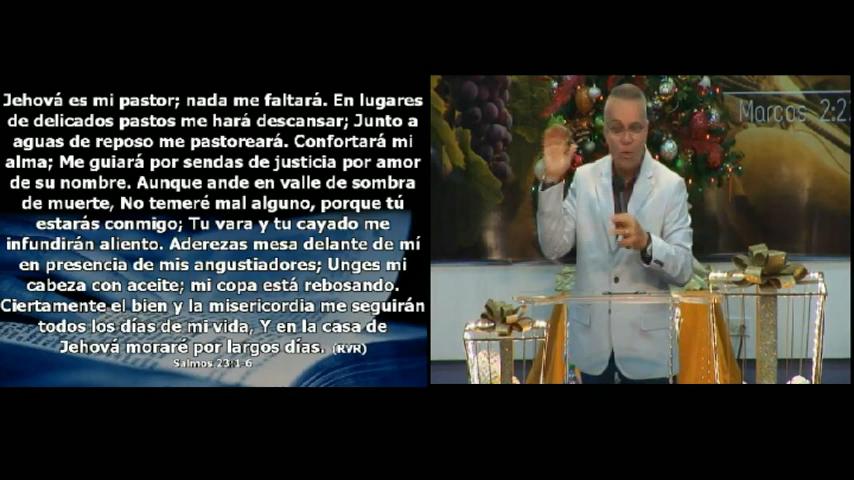 Jehová es mi pastor; nada me faltará. En lugares
de delicados pastos me hará descansar; Junto a
aguas de reposo me pastoreará. Confortará mi
alma; Me guiará por sendas de justicia por amor
de su nombre. Aunque ande en valle de sombra
de muerte, No temeré mal alguno, porque tú
estarás conmigo; Tu vara y tu cayado me
infundirán aliento. Aderezas mesa delante de mí
en presencia de mis angustiadores; Unges mi
cabeza con aceite; mi copa está rebosando.
Ciertamente el bien y la misericordia me seguirán
todos los días de mi vida, Y en la casa de
Jehová moraré por largos días. (RVR)
Salmos 23:1-6
Marcos 2:2